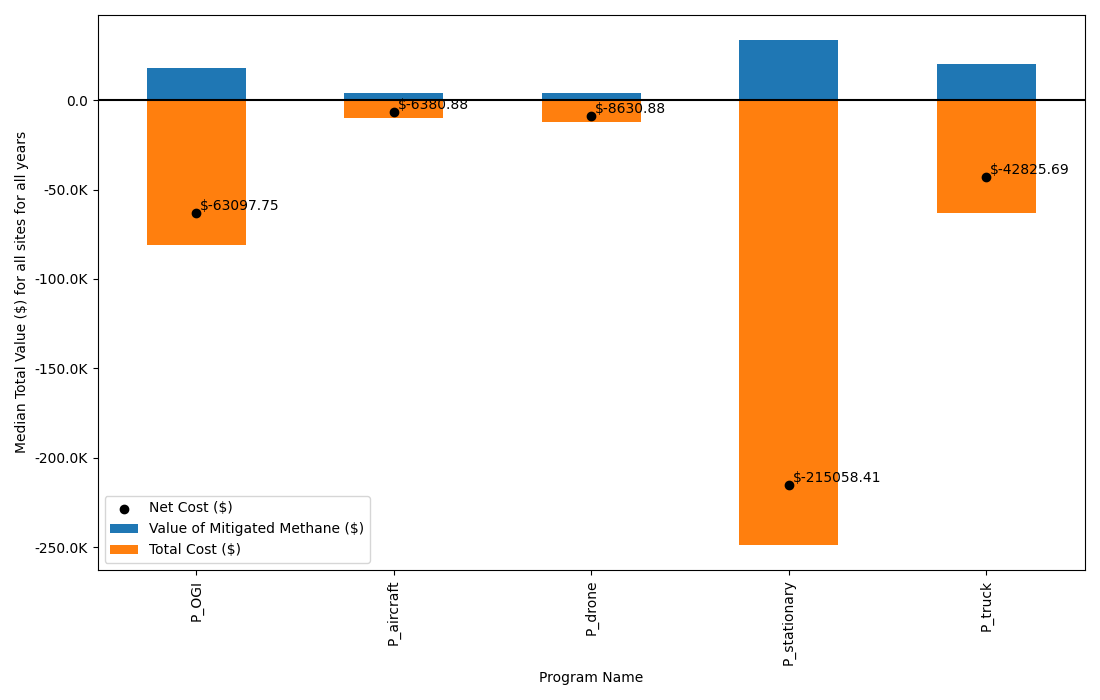 Median Total Value ($) for all sites for all years
0.0
-50.0K
-100.0K
-150.0K
-200.0K
-250.0K
$-63097.75
$-6380.88
$-8630.88
$-215058.41
$-42825.69
Net Cost ($)
Value of Mitigated Methane ($)
Total Cost ($)
P_OGI
P_aircraft
P_drone
P_stationary
P_truck
Program Name